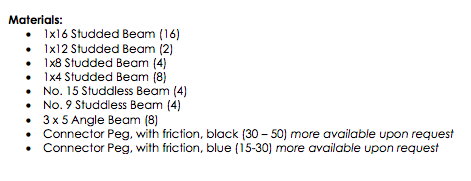 Materials:
• 1x16 Studded Beam (16)
• 1x12 Studded Beam (2)
• 1x8 Studded Beam (4)
• 1x4 Studded Beam (8)
• No. 15 Studdless Beam (4)
• No. 9 Studdless Beam (4)
• 3 x 5 Angle Beam (8)
• Connector Peg, with friction, black (30 – 50) more available upon request
• Connector Peg, with friction, blue (15-30) more available upon request